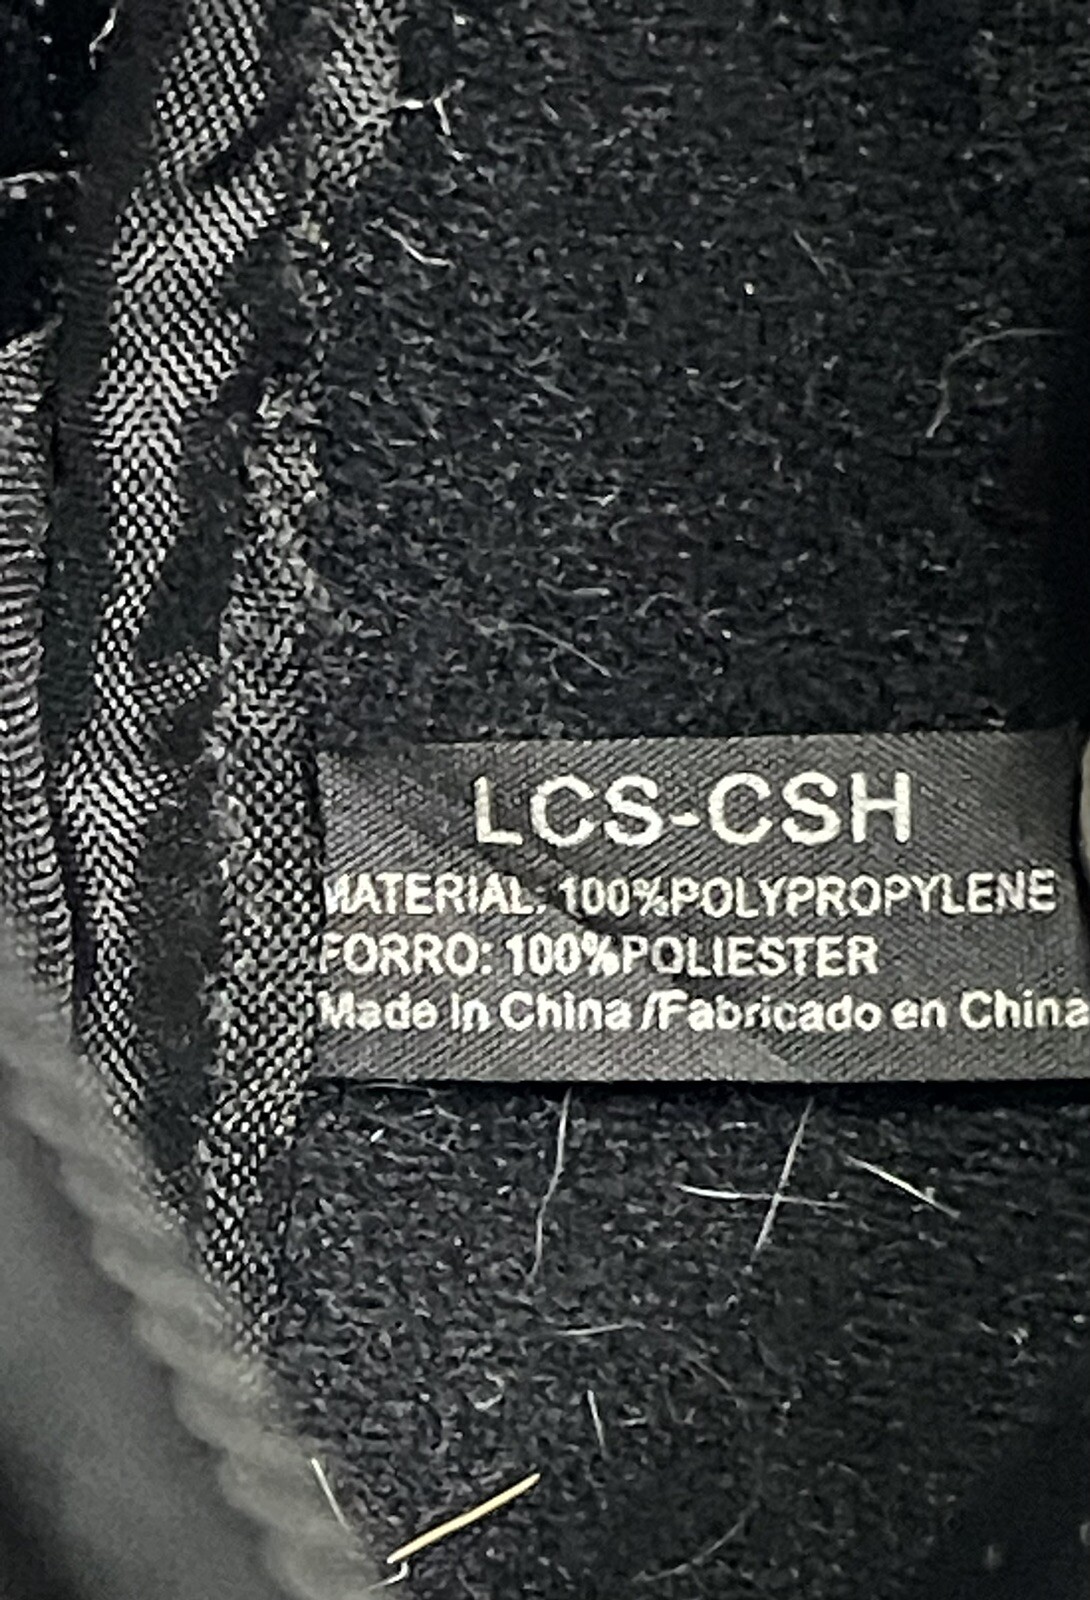 LCS-CSH
MATERIAL: 100%POLYPROPYLENE
FORRO: 100%POLIESTER
Made in China /Fabricado en China